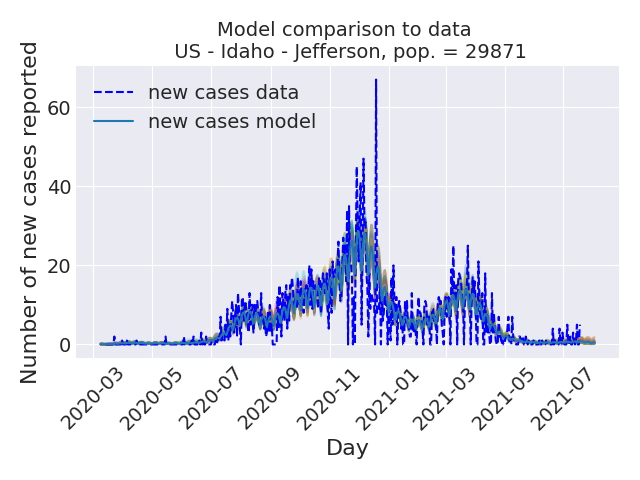 Model comparison to data
US - Idaho - Jefferson, pop. = 29871
new cases data
new cases model
Number of new cases reported
60
40
20
0
2020-03
2020-05
2020-07
2020-09
2020-11
2021-01
2021-03
2021-05
2021-07
Day